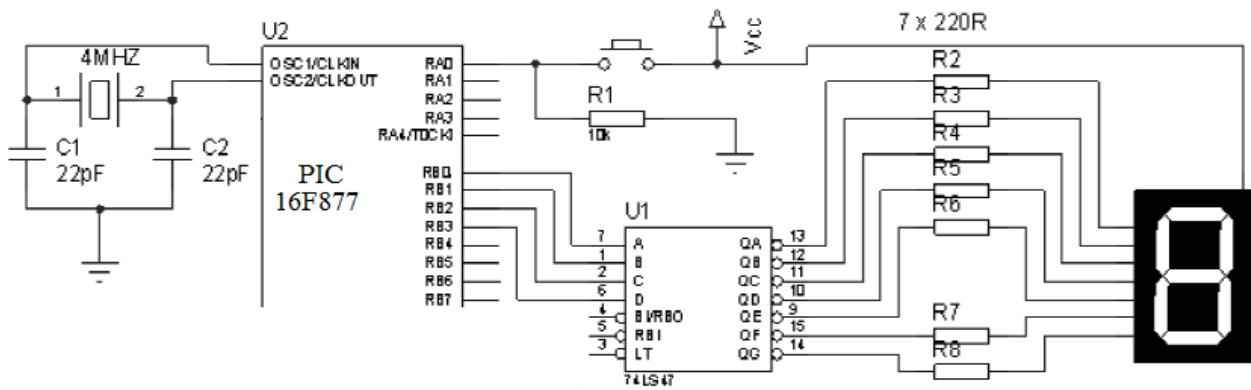 U2
4MHZ
1
2
C1
22pF
C2
22pF
OSC1/CLKIN
OSC2/CLKOUT
PIC
16F877
RA0
RA1
RA2
RA3
RA4/T0CKI
RB0
RB1
RB2
RB3
RB4
RB5
RB6
RB7
R1
10k
Vcc
7 x 220R
R2
R3
R4
R5
R6
R7
R8
U1
7 A QA 13
1 B QB 12
2 C QC 11
6 D QD 10
4 BI/RBO QE 9
5 RBI QF 15
3 LT QG 14
74LS47